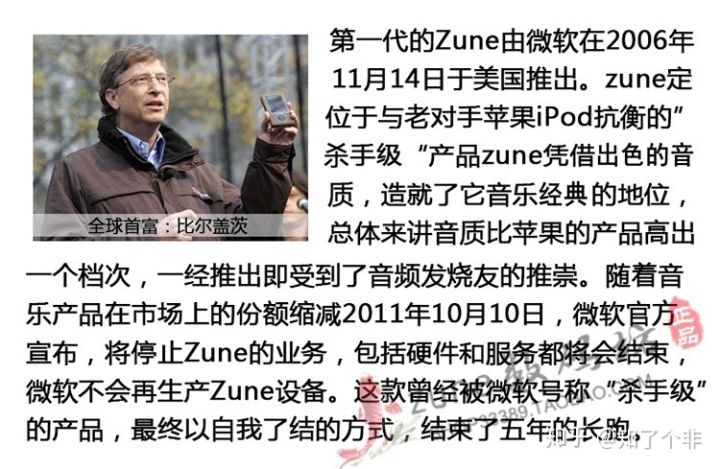 第一代的Zune由微软在2006年
11月14日于美国推出。zune定
位于与老对手苹果iPod抗衡的”
杀手级“产品zune凭借出色的音
质，造就了它音乐经典的地位，
总体来讲音质比苹果的产品高出
全球首富：比尔盖茨
一个档次，一经推出即受到了音频发烧友的推崇。随着音
乐产品在市场上的份额缩减2011年10月10日，微软官方
宣布，将停止Zune的业务，包括硬件和服务都将会结束，
微软不会再生产Zune设备。这款曾经被微软号称“杀手级”
的产品，最终以自我了结的方式，结束了五年的长跑。
正品
知乎 @知了个非